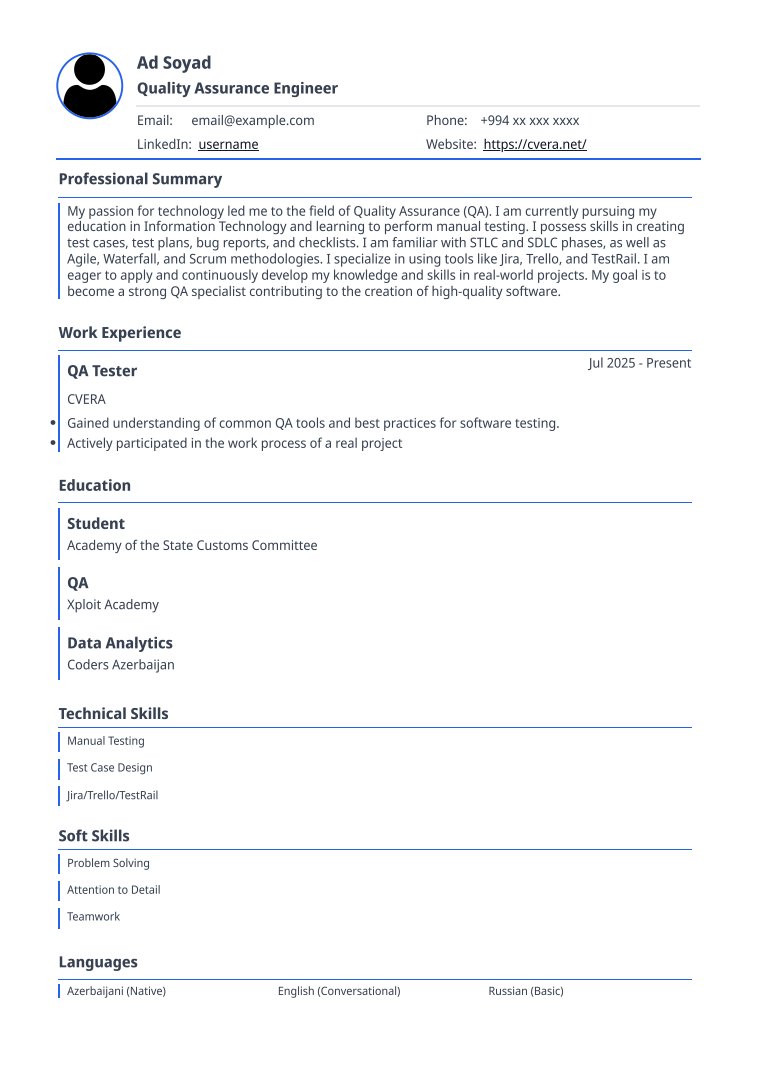 Ad Soyad
Quality Assurance Engineer
Email: email@example.com Phone: +994 xx xxx xxxx
LinkedIn: username Website: https://cvera.net/
Professional Summary
My passion for technology led me to the field of Quality Assurance (QA). I am currently pursuing my
education in Information Technology and learning to perform manual testing. I possess skills in creating
test cases, test plans, bug reports, and checklists. I am familiar with STLC and SDLC phases, as well as
Agile, Waterfall, and Scrum methodologies. I specialize in using tools like Jira, Trello, and TestRail. I am
eager to apply and continuously develop my knowledge and skills in real-world projects. My goal is to
become a strong QA specialist contributing to the creation of high-quality software.
Work Experience
QA Tester Jul 2025 - Present
CVERA
• Gained understanding of common QA tools and best practices for software testing.
• Actively participated in the work process of a real project
Education
Student
Academy of the State Customs Committee
QA
Xploit Academy
Data Analytics
Coders Azerbaijan
Technical Skills
Manual Testing
Test Case Design
Jira/Trello/TestRail
Soft Skills
Problem Solving
Attention to Detail
Teamwork
Languages
Azerbaijani (Native) English (Conversational) Russian (Basic)